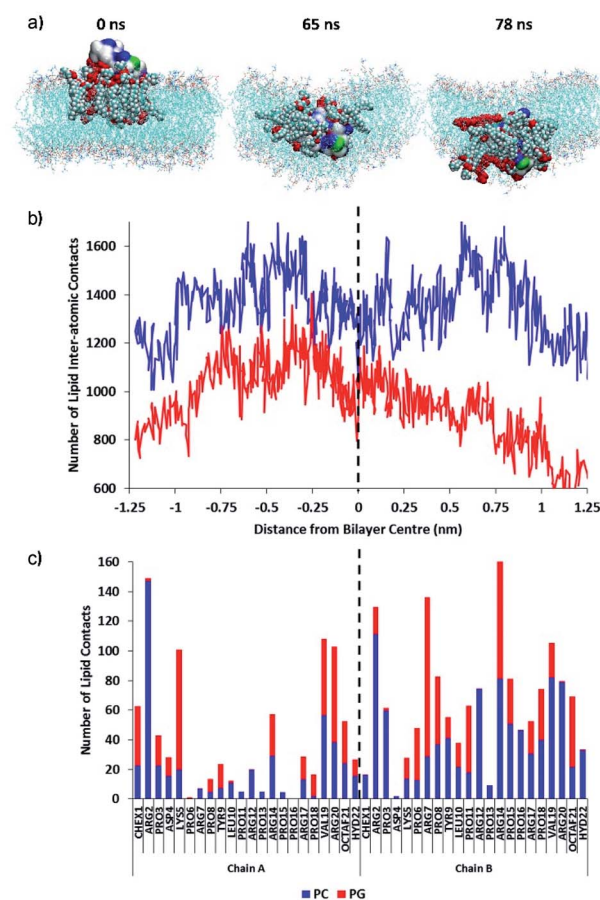 a)
0 ns 65 ns 78 ns
b)
Number of Lipid Inter-atomic Contacts
1600
1400
1200
1000
800
600
-1.25 -1 -0.75 -0.5 -0.25 0 0.25 0.5 0.75 1 1.25
Distance from Bilayer Centre (nm)
c)
Number of Lipid Contacts
160
140
120
100
80
60
40
20
0
CHEX1 ARG2 PRO3 ASP4 LYS5 PRO6 ARG7 PRO8 TYR9 LEU10 PRO11 ARG12 PRO13 ARG14 PRO15 PRO16 ARG17 PRO18 VAL19 ARG20 OCTAF21 HYD22 CHEX1 ARG2 PRO3 ASP4 LYS5 PRO6 ARG7 PRO8 TYR9 LEU10 PRO11 ARG12 PRO13 ARG14 PRO15 PRO16 ARG17 PRO18 VAL19 ARG20 OCTAF21 HYD22
Chain A Chain B
PC PG